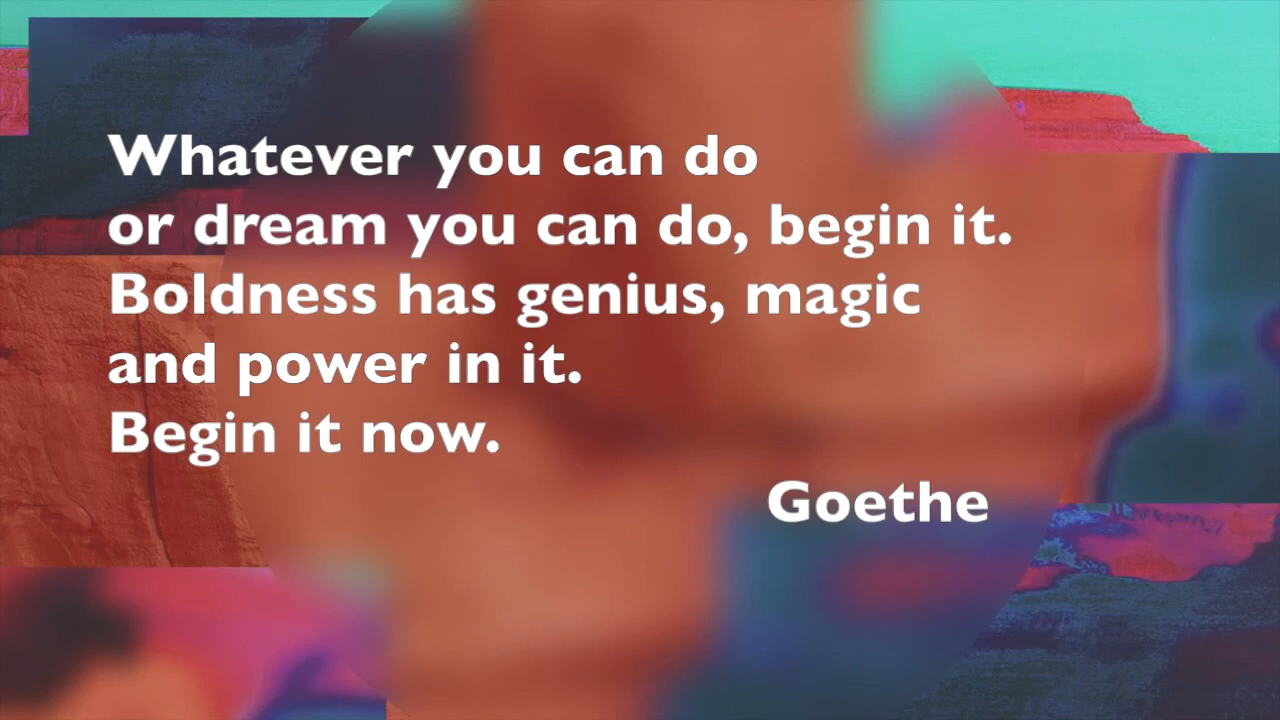 Whatever you can do
or dream you can do, begin it.
Boldness has genius, magic
and power in it.
Begin it now.
Goethe